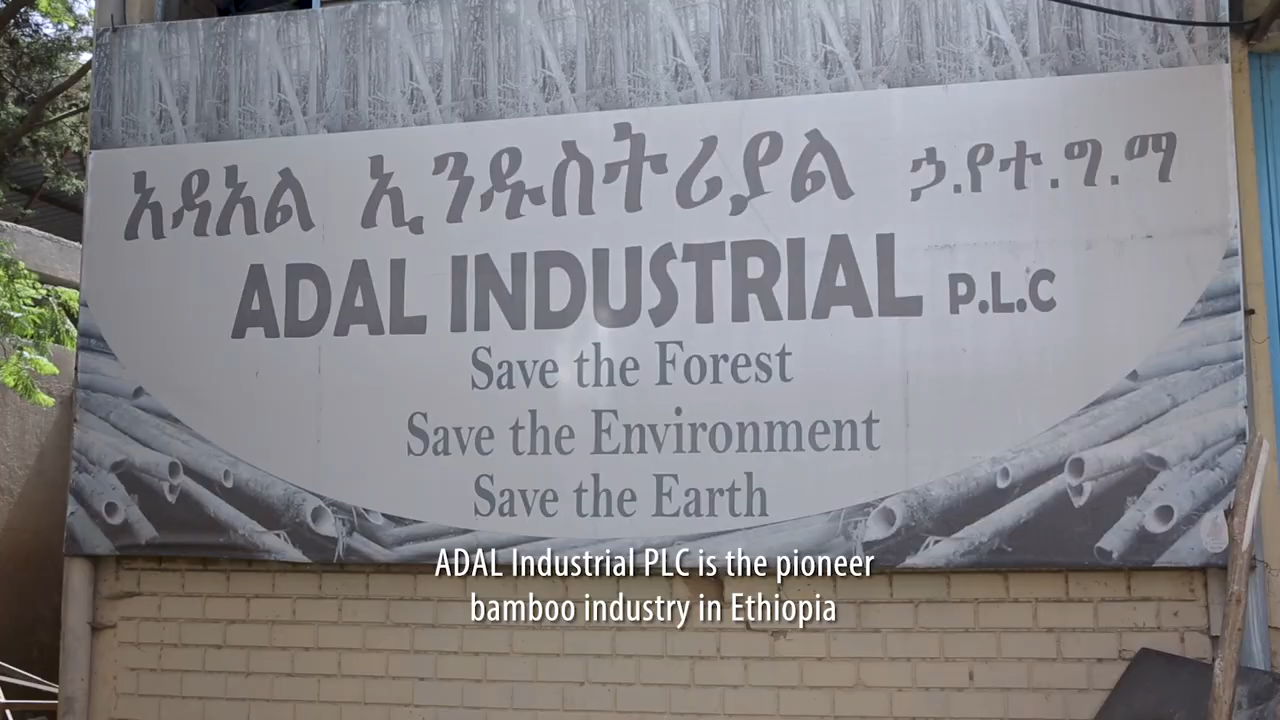 አዳአል ኢንዱስትሪያል ኃ.የተ.ግ.ማ
ADAL INDUSTRIAL P.L.C
Save the Forest
Save the Environment
Save the Earth
ADAL Industrial PLC is the pioneer
bamboo industry in Ethiopia